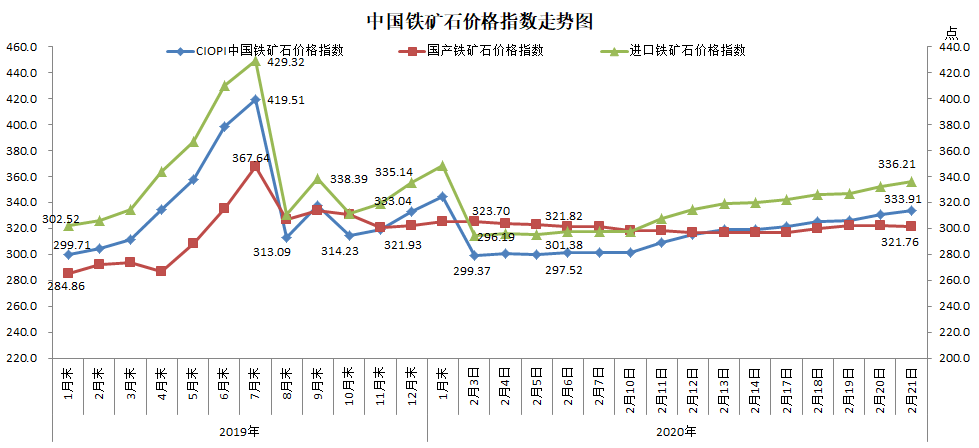 中国铁矿石价格指数走势图
点
CIOPI中国铁矿石价格指数 国产铁矿石价格指数 进口铁矿石价格指数
460.0
440.0
420.0
400.0
380.0
360.0
340.0
320.0
300.0
280.0
260.0
240.0
220.0
440.0
420.0
400.0
380.0
360.0
340.0
320.0
300.0
280.0
260.0
240.0
220.0
200.0
302.52
299.71
284.86
429.32
419.51
367.64
313.09
338.39
314.23
335.14
333.04
321.93
323.70
296.19
299.37
321.82
301.38
297.52
336.21
333.91
321.76
1月末
2月末
3月末
4月末
5月末
6月末
7月末
8月末
9月末
10月末
11月末
12月末
1月末
2月3日
2月4日
2月5日
2月6日
2月7日
2月10日
2月11日
2月12日
2月13日
2月14日
2月17日
2月18日
2月19日
2月20日
2月21日
2019年
2020年